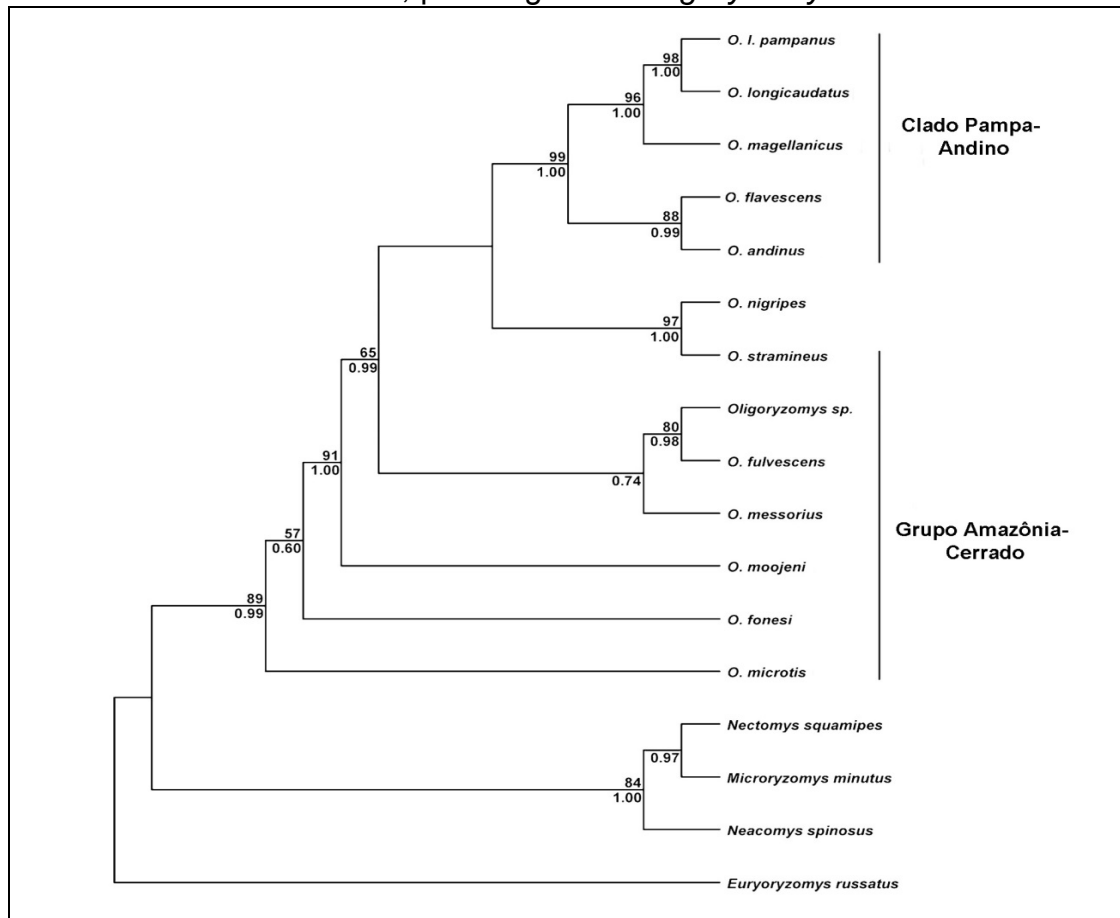 98
1.00
O. l. pampanus
O. longicaudatus
96
1.00
O. magellanicus
Clado Pampa-
Andino
99
1.00
O. flavescens
88
0.99
O. andinus
O. nigripes
97
1.00
O. stramineus
65
0.99
Oligoryzomys sp.
80
0.98
O. fulvescens
0.74
O. messorius
Grupo Amazônia-
Cerrado
91
1.00
O. moojeni
57
0.60
O. fonesi
89
0.99
O. microtis
Nectomys squamipes
0.97
Microryzomys minutus
84
1.00
Neacomys spinosus
Euryoryzomys russatus